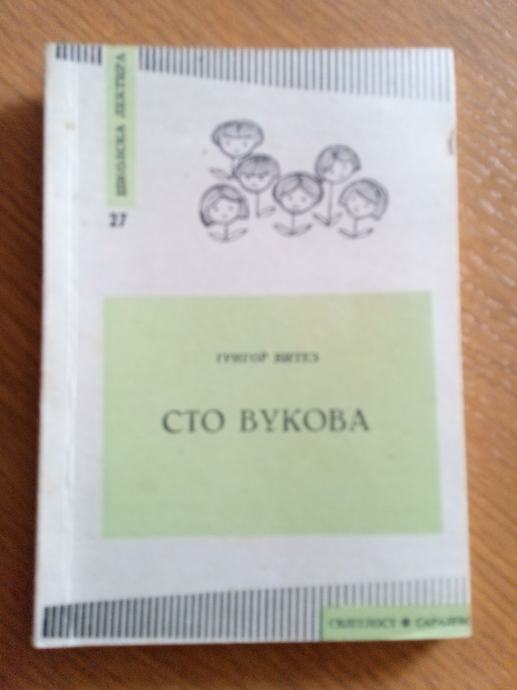 ШКОЛСКА ЛЕКТИРА
27
ГРИГОР ВИТЕЗ
СТО ВУКОВА
СВЈЕТЛОСТ САРАЈЕВО